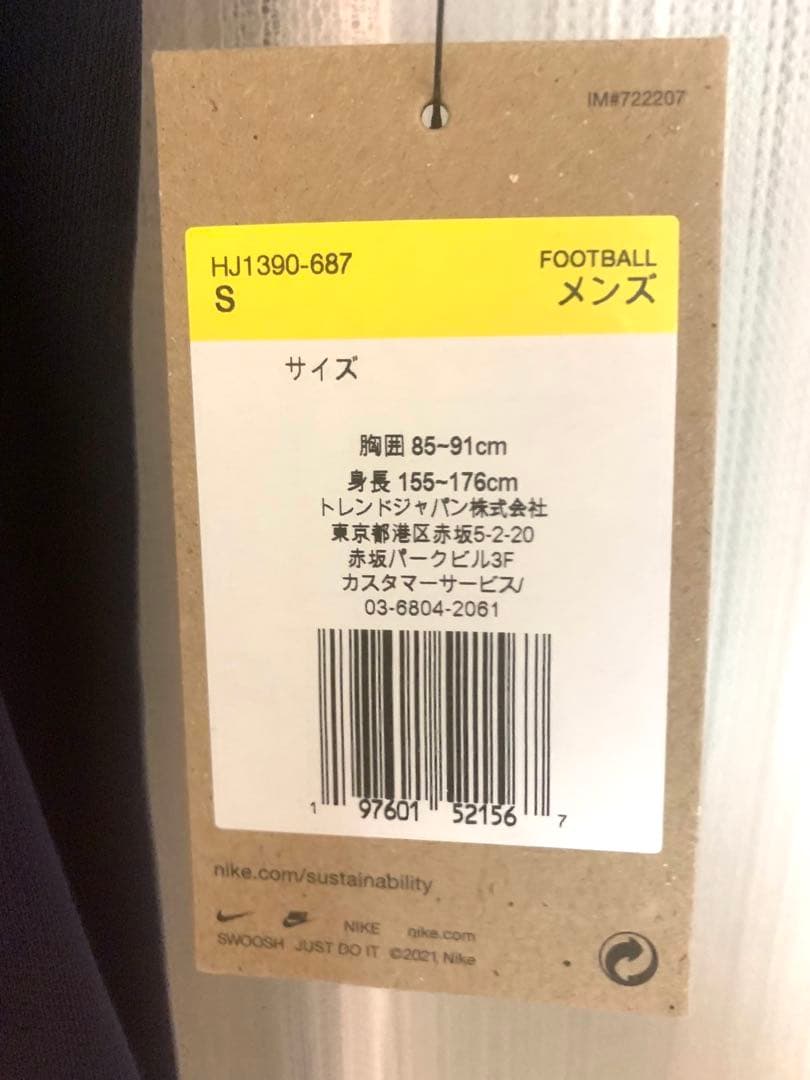 IM#722207
HJ1390-687
FOOTBALL
S
メンズ
サイズ
胸囲 85~91cm
身長 155~176cm
トレンドジャパン株式会社
東京都港区赤坂5-2-20
赤坂パークビル3F
カスタマーサービス/
03-6804-2061
1 97601 52156 7
nike.com/sustainability
NIKE nike.com
SWOOSH JUST DO IT ©2021 Nike